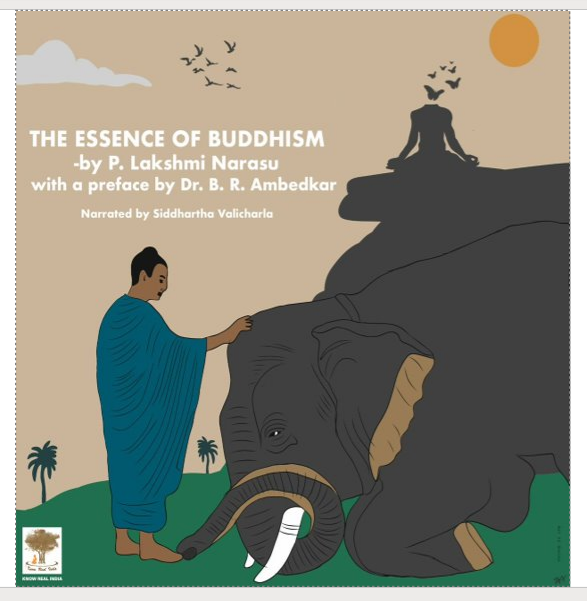 THE ESSENCE OF BUDDHISM
-by P. Lakshmi Narasu
with a preface by Dr. B. R. Ambedkar
Narrated by Siddhartha Valicharla
KNOW REAL INDIA